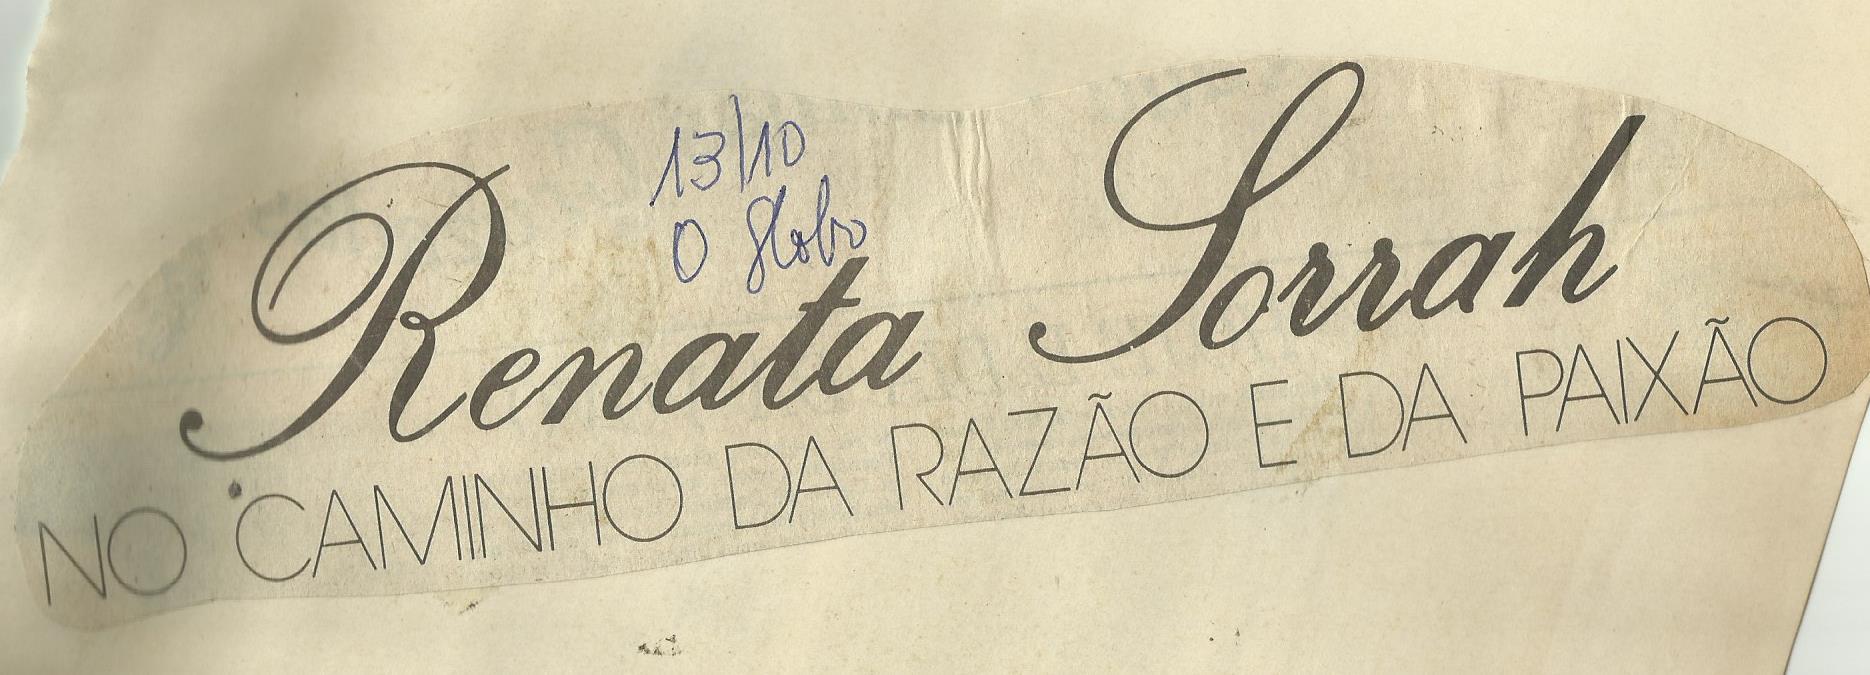 13/10
O Globo
Renata Sorrah
NO CAMINHO DA RAZÃO E DA PAIXÃO